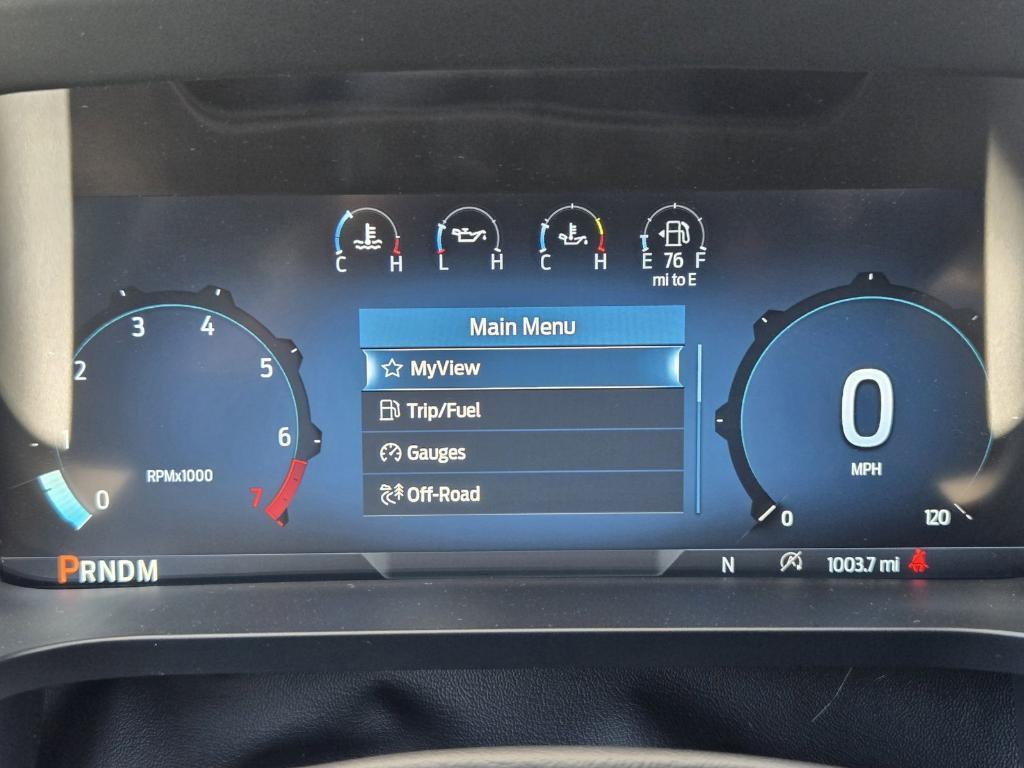 C H
L H
C H
E 76 F
mi to E
Main Menu
MyView
Trip/Fuel
Gauges
Off-Road
0
1
2
3
4
5
6
7
RPMx1000
0
MPH
0
120
PRNDM
N
1003.7 mi